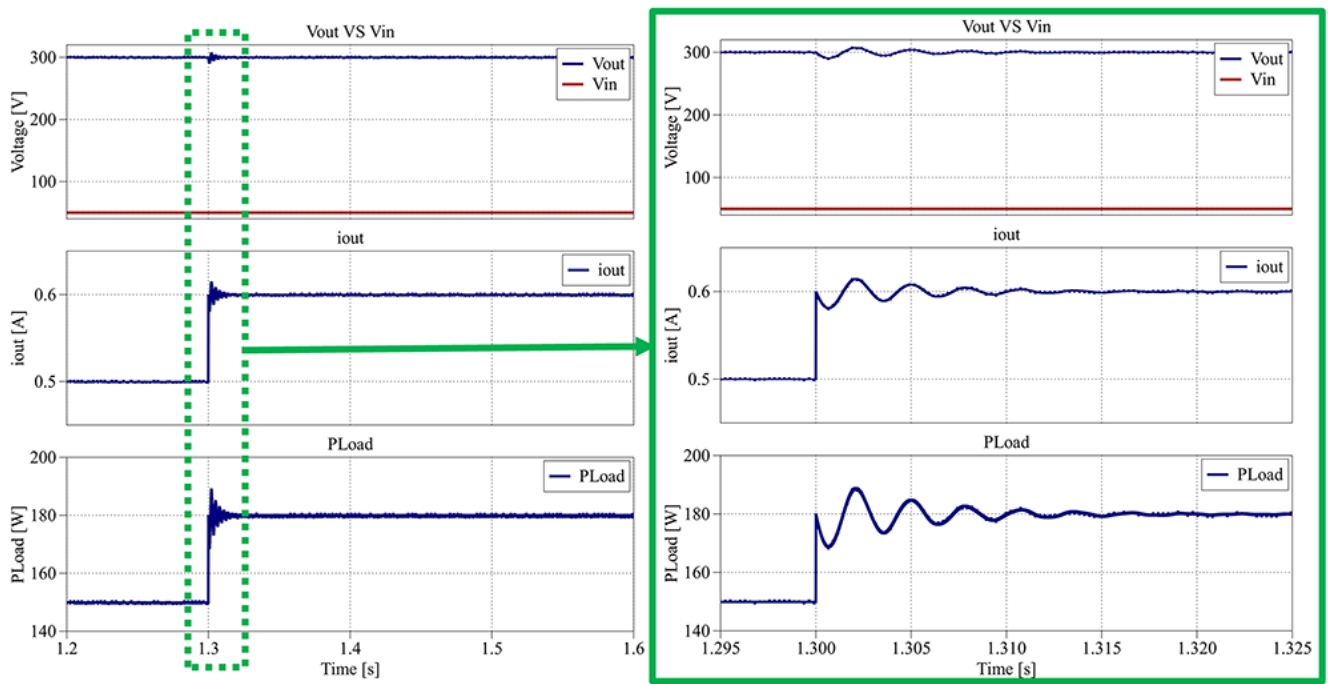 Vout VS Vin
300
200
100
Voltage [V]
Vout
Vin
iout
0.6
0.5
iout [A]
iout
PLoad
200
180
160
140
PLoad [W]
PLoad
1.2
1.3
1.4
1.5
1.6
Time [s]
Vout VS Vin
300
200
100
Voltage [V]
Vout
Vin
iout
0.6
0.5
iout [A]
iout
PLoad
200
180
160
140
PLoad [W]
PLoad
1.295
1.300
1.305
1.310
1.315
1.320
1.325
Time [s]